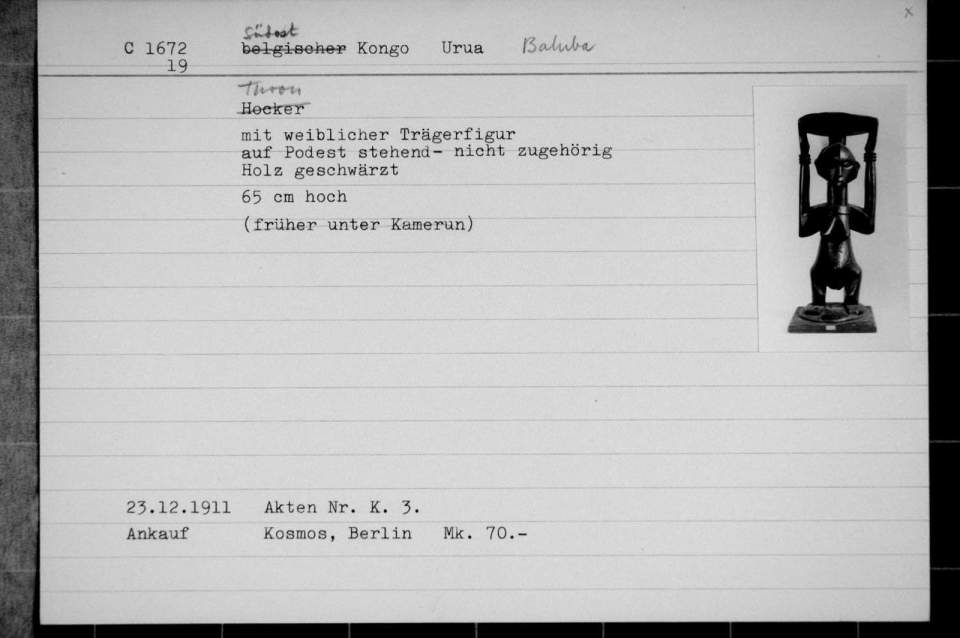 x
Südost
C 1672 belgischer Kongo Urua Baluba
19
Thron
Hocker
mit weiblicher Trägerfigur
auf Podest stehend- nicht zugehörig
Holz geschwärzt
65 cm hoch
(früher unter Kamerun)
23.12.1911 Akten Nr. K. 3.
Ankauf Kosmos, Berlin Mk. 70.-